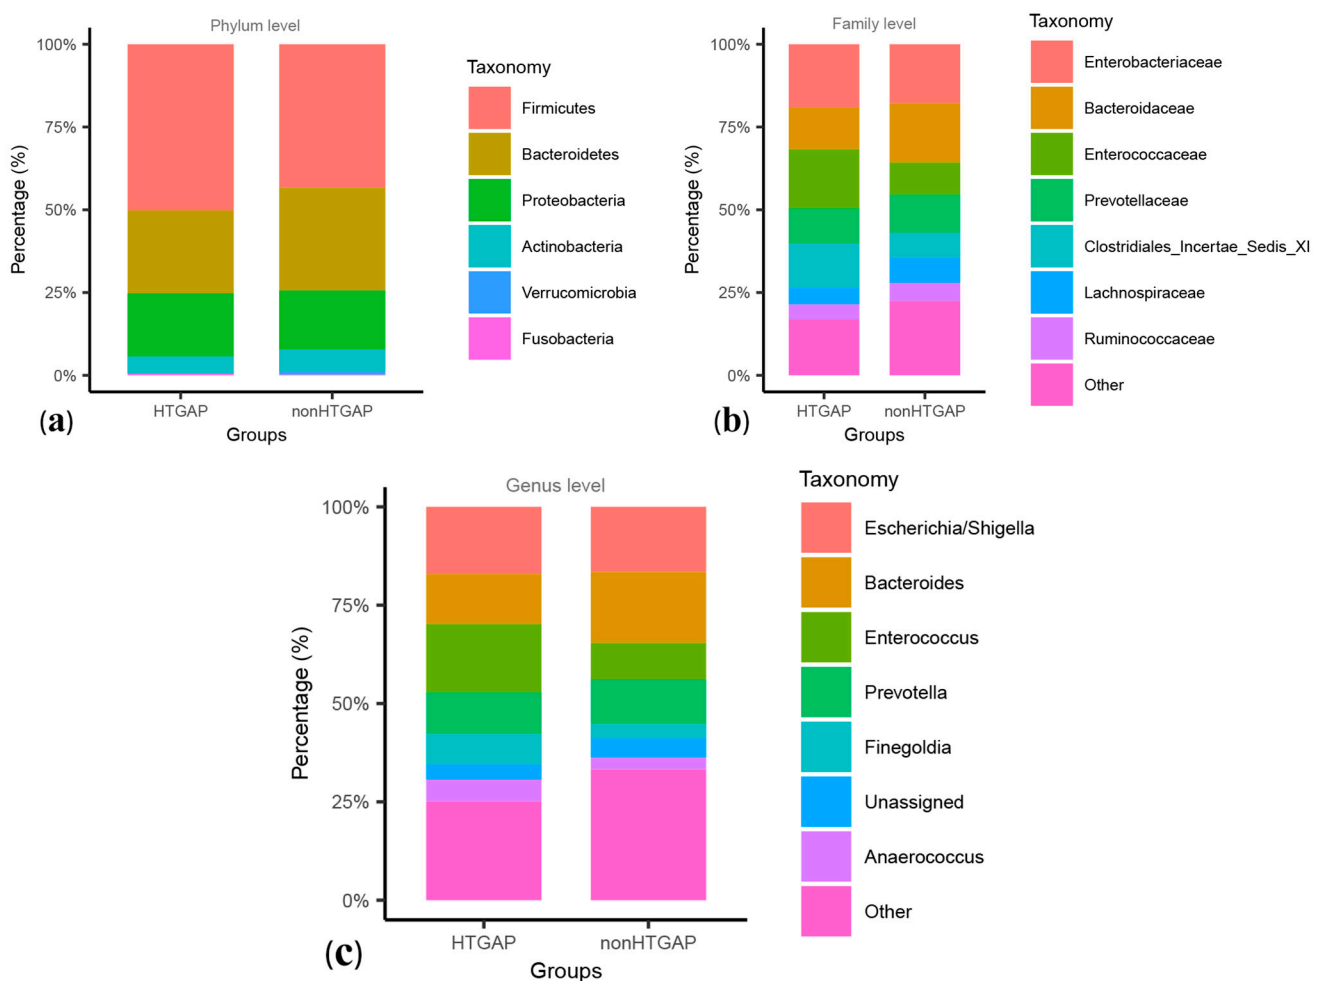 Phylum level
100%
75%
50%
25%
0%
Percentage (%)
HTGAP
nonHTGAP
Groups
(a)
Taxonomy
Firmicutes
Bacteroidetes
Proteobacteria
Actinobacteria
Verrucomicrobia
Fusobacteria
Family level
100%
75%
50%
25%
0%
Percentage (%)
HTGAP
nonHTGAP
Groups
(b)
Taxonomy
Enterobacteriaceae
Bacteroidaceae
Enterococcaceae
Prevotellaceae
Clostridiales_Incertae_Sedis_XI
Lachnospiraceae
Ruminococcaceae
Other
Genus level
100%
75%
50%
25%
0%
Percentage (%)
HTGAP
nonHTGAP
Groups
(c)
Taxonomy
Escherichia/Shigella
Bacteroides
Enterococcus
Prevotella
Finegoldia
Unassigned
Anaerococcus
Other